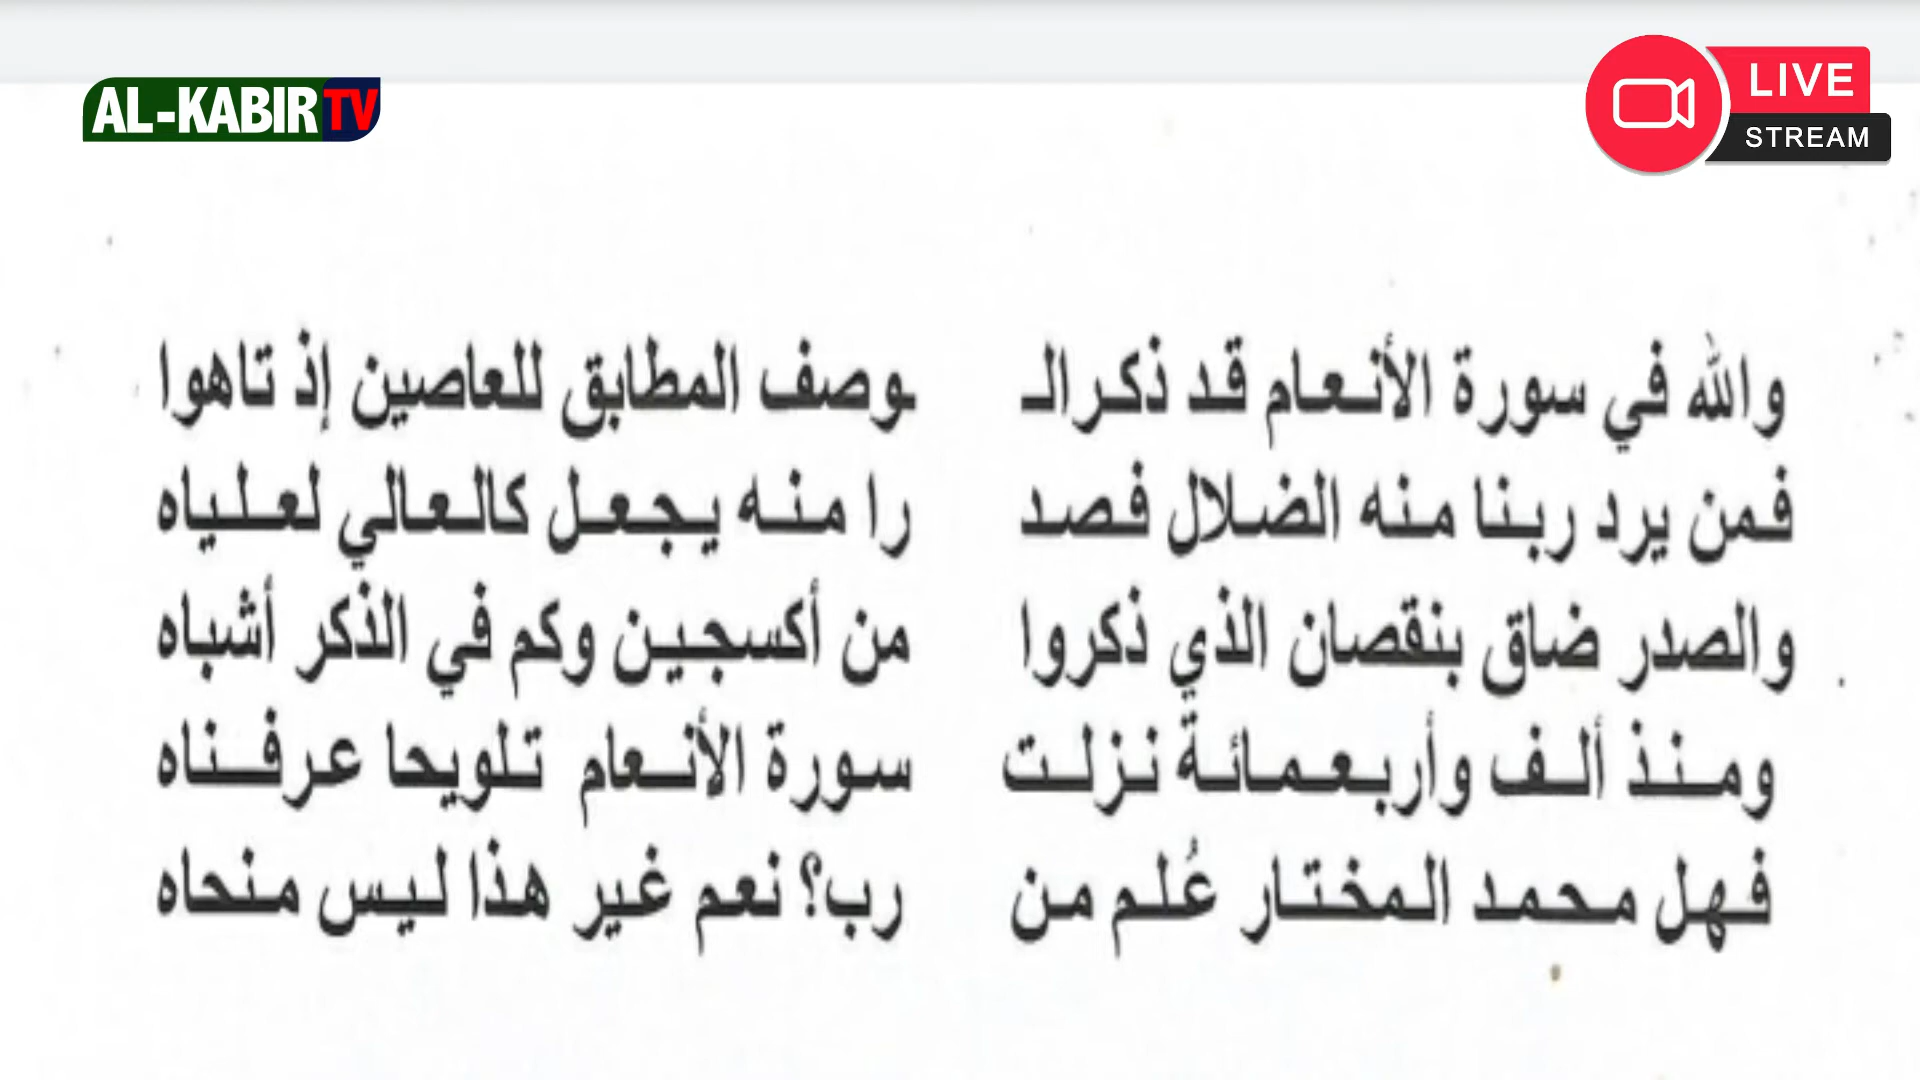 AL-KABIR TV
LIVE
STREAM
والله في سورة الأنعام قد ذكرالـ ـوصف المطابق للعاصين إذ تاهوا
فمن يرد ربنا منه الضلال فصد را منه يجعل كالعالي لعلياه
والصدر ضاق بنقصان الذي ذكروا من أكسجين وكم في الذكر أشباه
ومنذ ألف وأربعمائة نزلت سورة الأنعام تلويحا عرفناه
فهل محمد المختار عُلم من رب؟ نعم غير هذا ليس منحاه